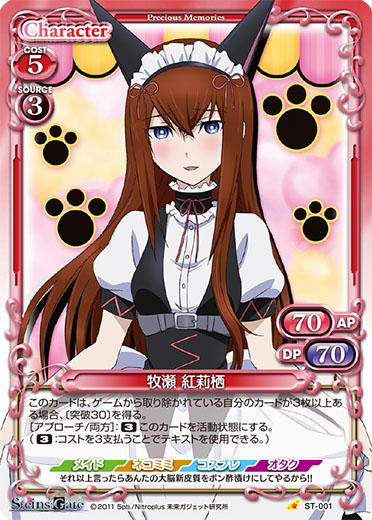 Precious Memories
Character
COST
5
SOURCE
3
70 AP
DP 70
牧瀬 紅莉栖
このカードは、ゲームから取り除かれている自分のカードが3枚以上あ
る場合、〔突破30〕を得る。
［アプローチ/両方］：3 このカードを活動状態にする。
（3：コストを3支払うことでテキストを使用できる。）
メイド ネコミミ コスプレ オタク
それ以上言ったらあんたの大脳新皮質をポン酢漬けにしてやるから!!
Steins;Gate ©2011 5pb./Nitroplus 未来ガジェット研究所 ST-001